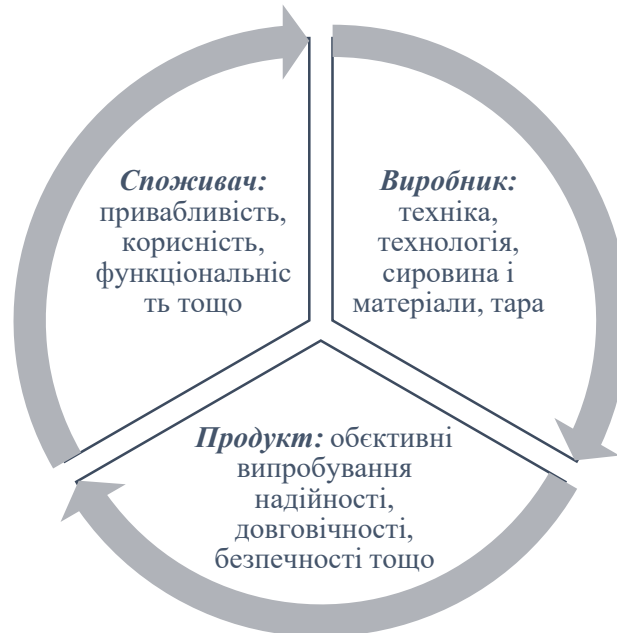 Споживач:
привабливість,
корисність,
функціональніс
ть тощо
Виробник:
техніка,
технологія,
сировина і
матеріали, тара
Продукт: обєктивні
випробування
надійності,
довговічності,
безпечності тощо